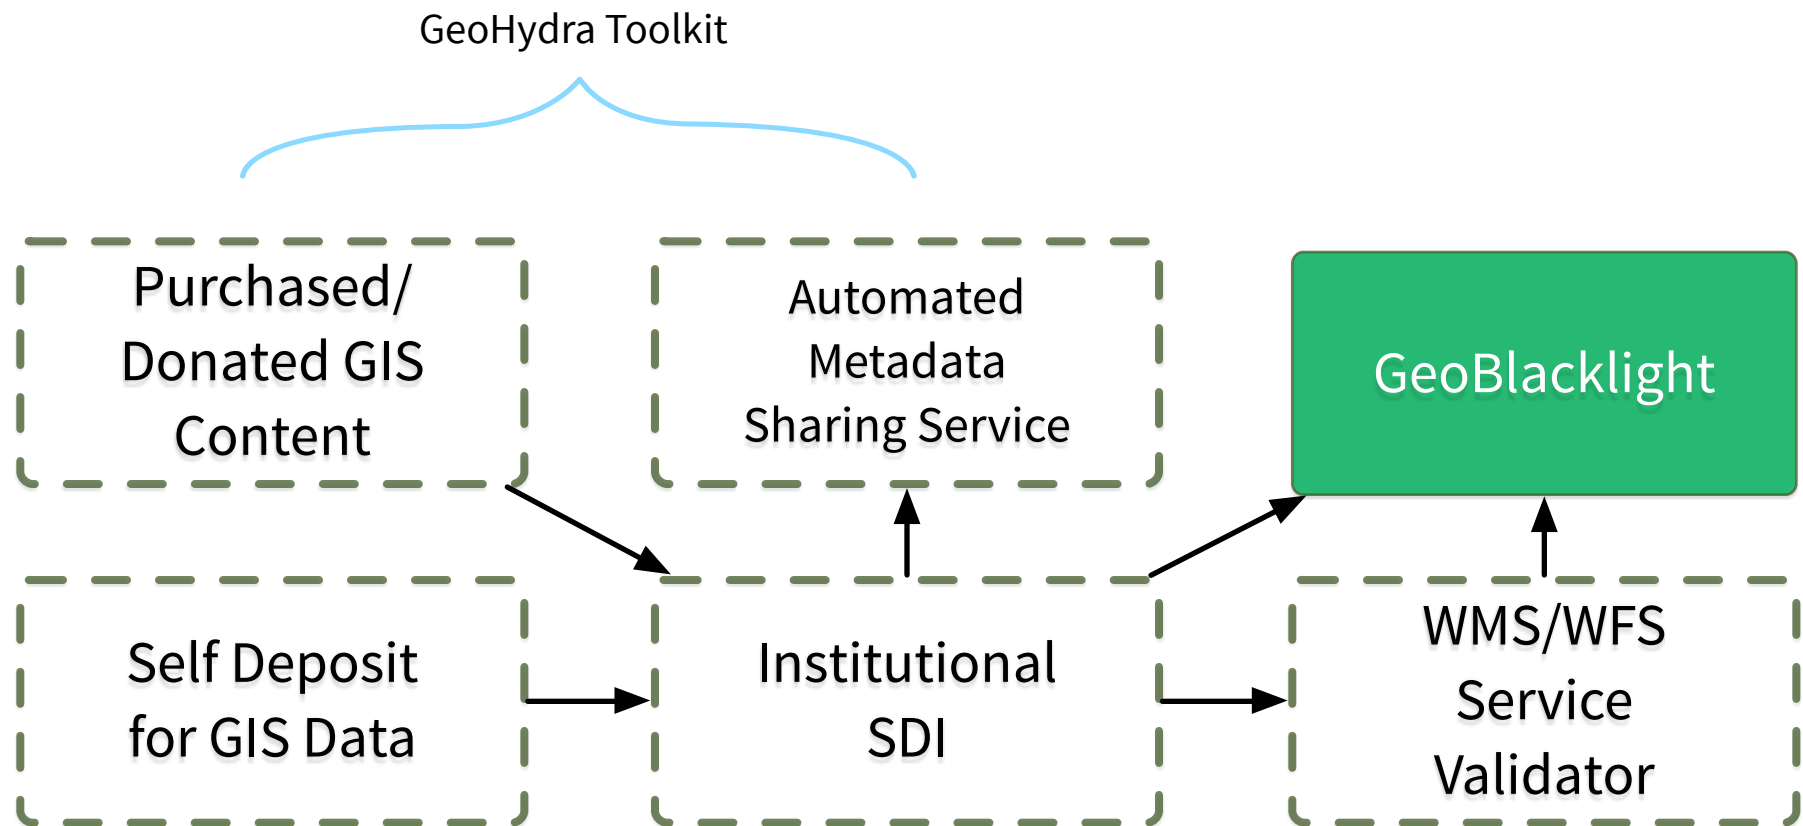 GeoHydra Toolkit
Purchased/
Donated GIS
Content
Automated
Metadata
Sharing Service
GeoBlacklight
Self Deposit
for GIS Data
Institutional
SDI
WMS/WFS
Service
Validator